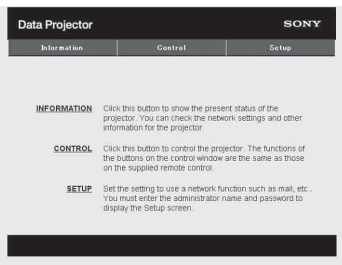 Data Projector SONY
Information Control Setup
INFORMATION Click this button to show the present status of the
projector. You can check the network settings and other
information for the projector.
CONTROL Click this button to control the projector. The functions of
the buttons on the control window are the same as those
on the supplied remote control.
SETUP Set the setting to use a network function such as mail, etc..
You must enter the administrator name and password to
display the Setup screen.